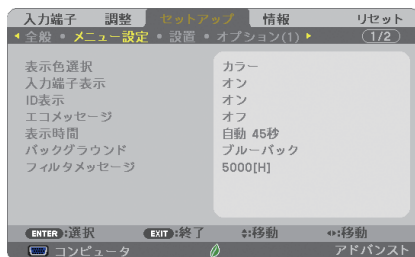 入力端子 調整 セットアップ 情報 リセット
全般 • メニュー設定 • 設置 • オプション(1) 1/2
表示色選択 カラー
入力端子表示 オン
ID表示 オン
エコメッセージ オフ
表示時間 自動 45秒
バックグラウンド ブルーバック
フィルタメッセージ 5000[H]
ENTER:選択 EXIT:終了 :移動 :移動
コンピュータ アドバンスト